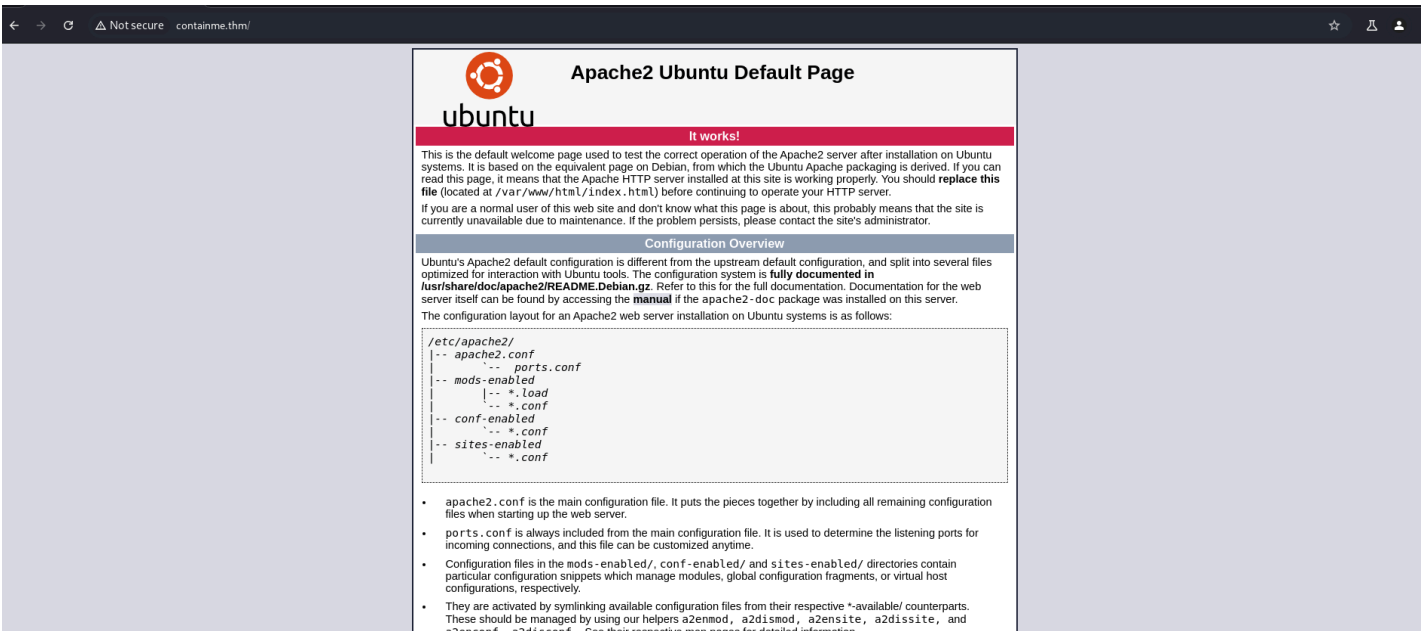 Not secure containme.thm/
Apache2 Ubuntu Default Page
ubuntu
It works!
This is the default welcome page used to test the correct operation of the Apache2 server after installation on Ubuntu
systems. It is based on the equivalent page on Debian, from which the Ubuntu Apache packaging is derived. If you can
read this page, it means that the Apache HTTP server installed at this site is working properly. You should replace this
file (located at /var/www/html/index.html) before continuing to operate your HTTP server.
If you are a normal user of this web site and don't know what this page is about, this probably means that the site is
currently unavailable due to maintenance. If the problem persists, please contact the site's administrator.
Configuration Overview
Ubuntu's Apache2 default configuration is different from the upstream default configuration, and split into several files
optimized for interaction with Ubuntu tools. The configuration system is fully documented in
/usr/share/doc/apache2/README.Debian.gz. Refer to this for the full documentation. Documentation for the web
server itself can be found by accessing the manual if the apache2-doc package was installed on this server.
The configuration layout for an Apache2 web server installation on Ubuntu systems is as follows:
/etc/apache2/
|-- apache2.conf
|       `--  ports.conf
|-- mods-enabled
|       |-- *.load
|       `-- *.conf
|-- conf-enabled
|       `-- *.conf
|-- sites-enabled
|       `-- *.conf
• apache2.conf is the main configuration file. It puts the pieces together by including all remaining configuration
files when starting up the web server.
• ports.conf is always included from the main configuration file. It is used to determine the listening ports for
incoming connections, and this file can be customized anytime.
• Configuration files in the mods-enabled/, conf-enabled/ and sites-enabled/ directories contain
particular configuration snippets which manage modules, global configuration fragments, or virtual host
configurations, respectively.
• They are activated by symlinking available configuration files from their respective *-available/ counterparts.
These should be managed by using our helpers a2enmod, a2dismod, a2ensite, a2dissite, and
a2enconf, a2disconf. See their respective man pages for detailed information.